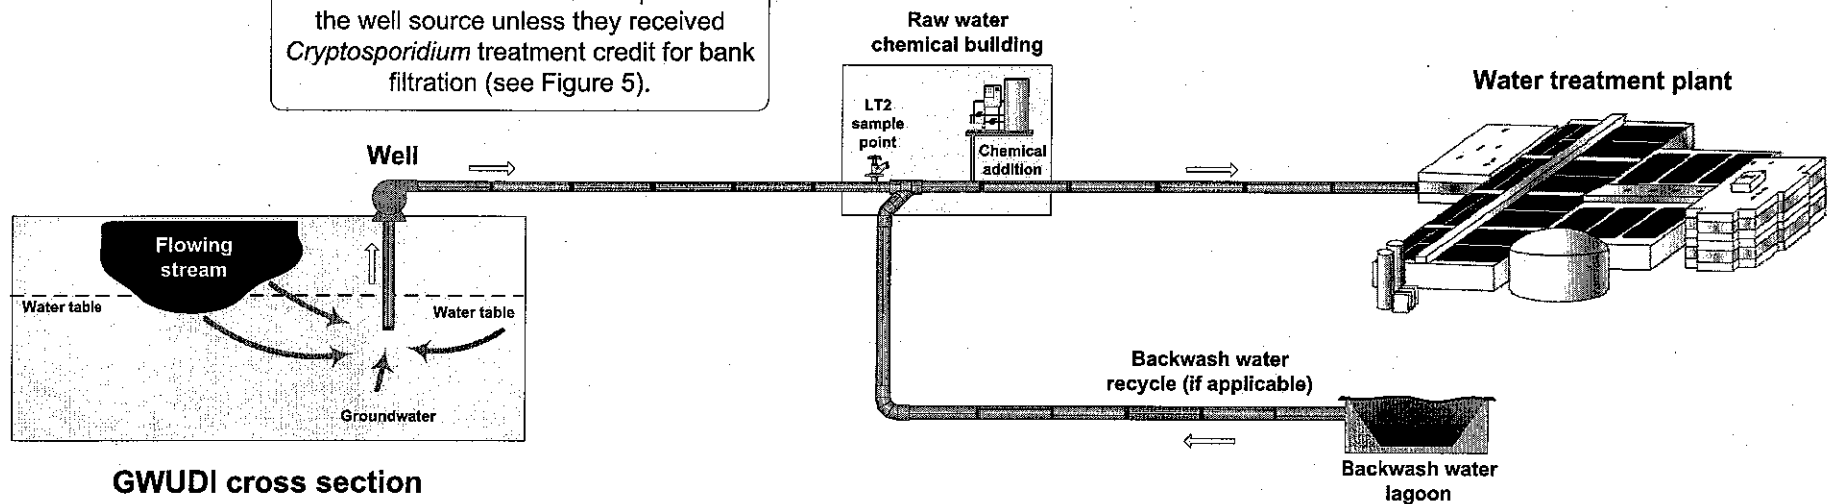 the well source unless they received
Cryptosporidium treatment credit for bank
filtration (see Figure 5).
Raw water
chemical building
Water treatment plant
LT2
sample
point
Chemical
addition
Well
Flowing
stream
Water table
Water table
Groundwater
Backwash water
recycle (if applicable)
Backwash water
lagoon
GWUDI cross section